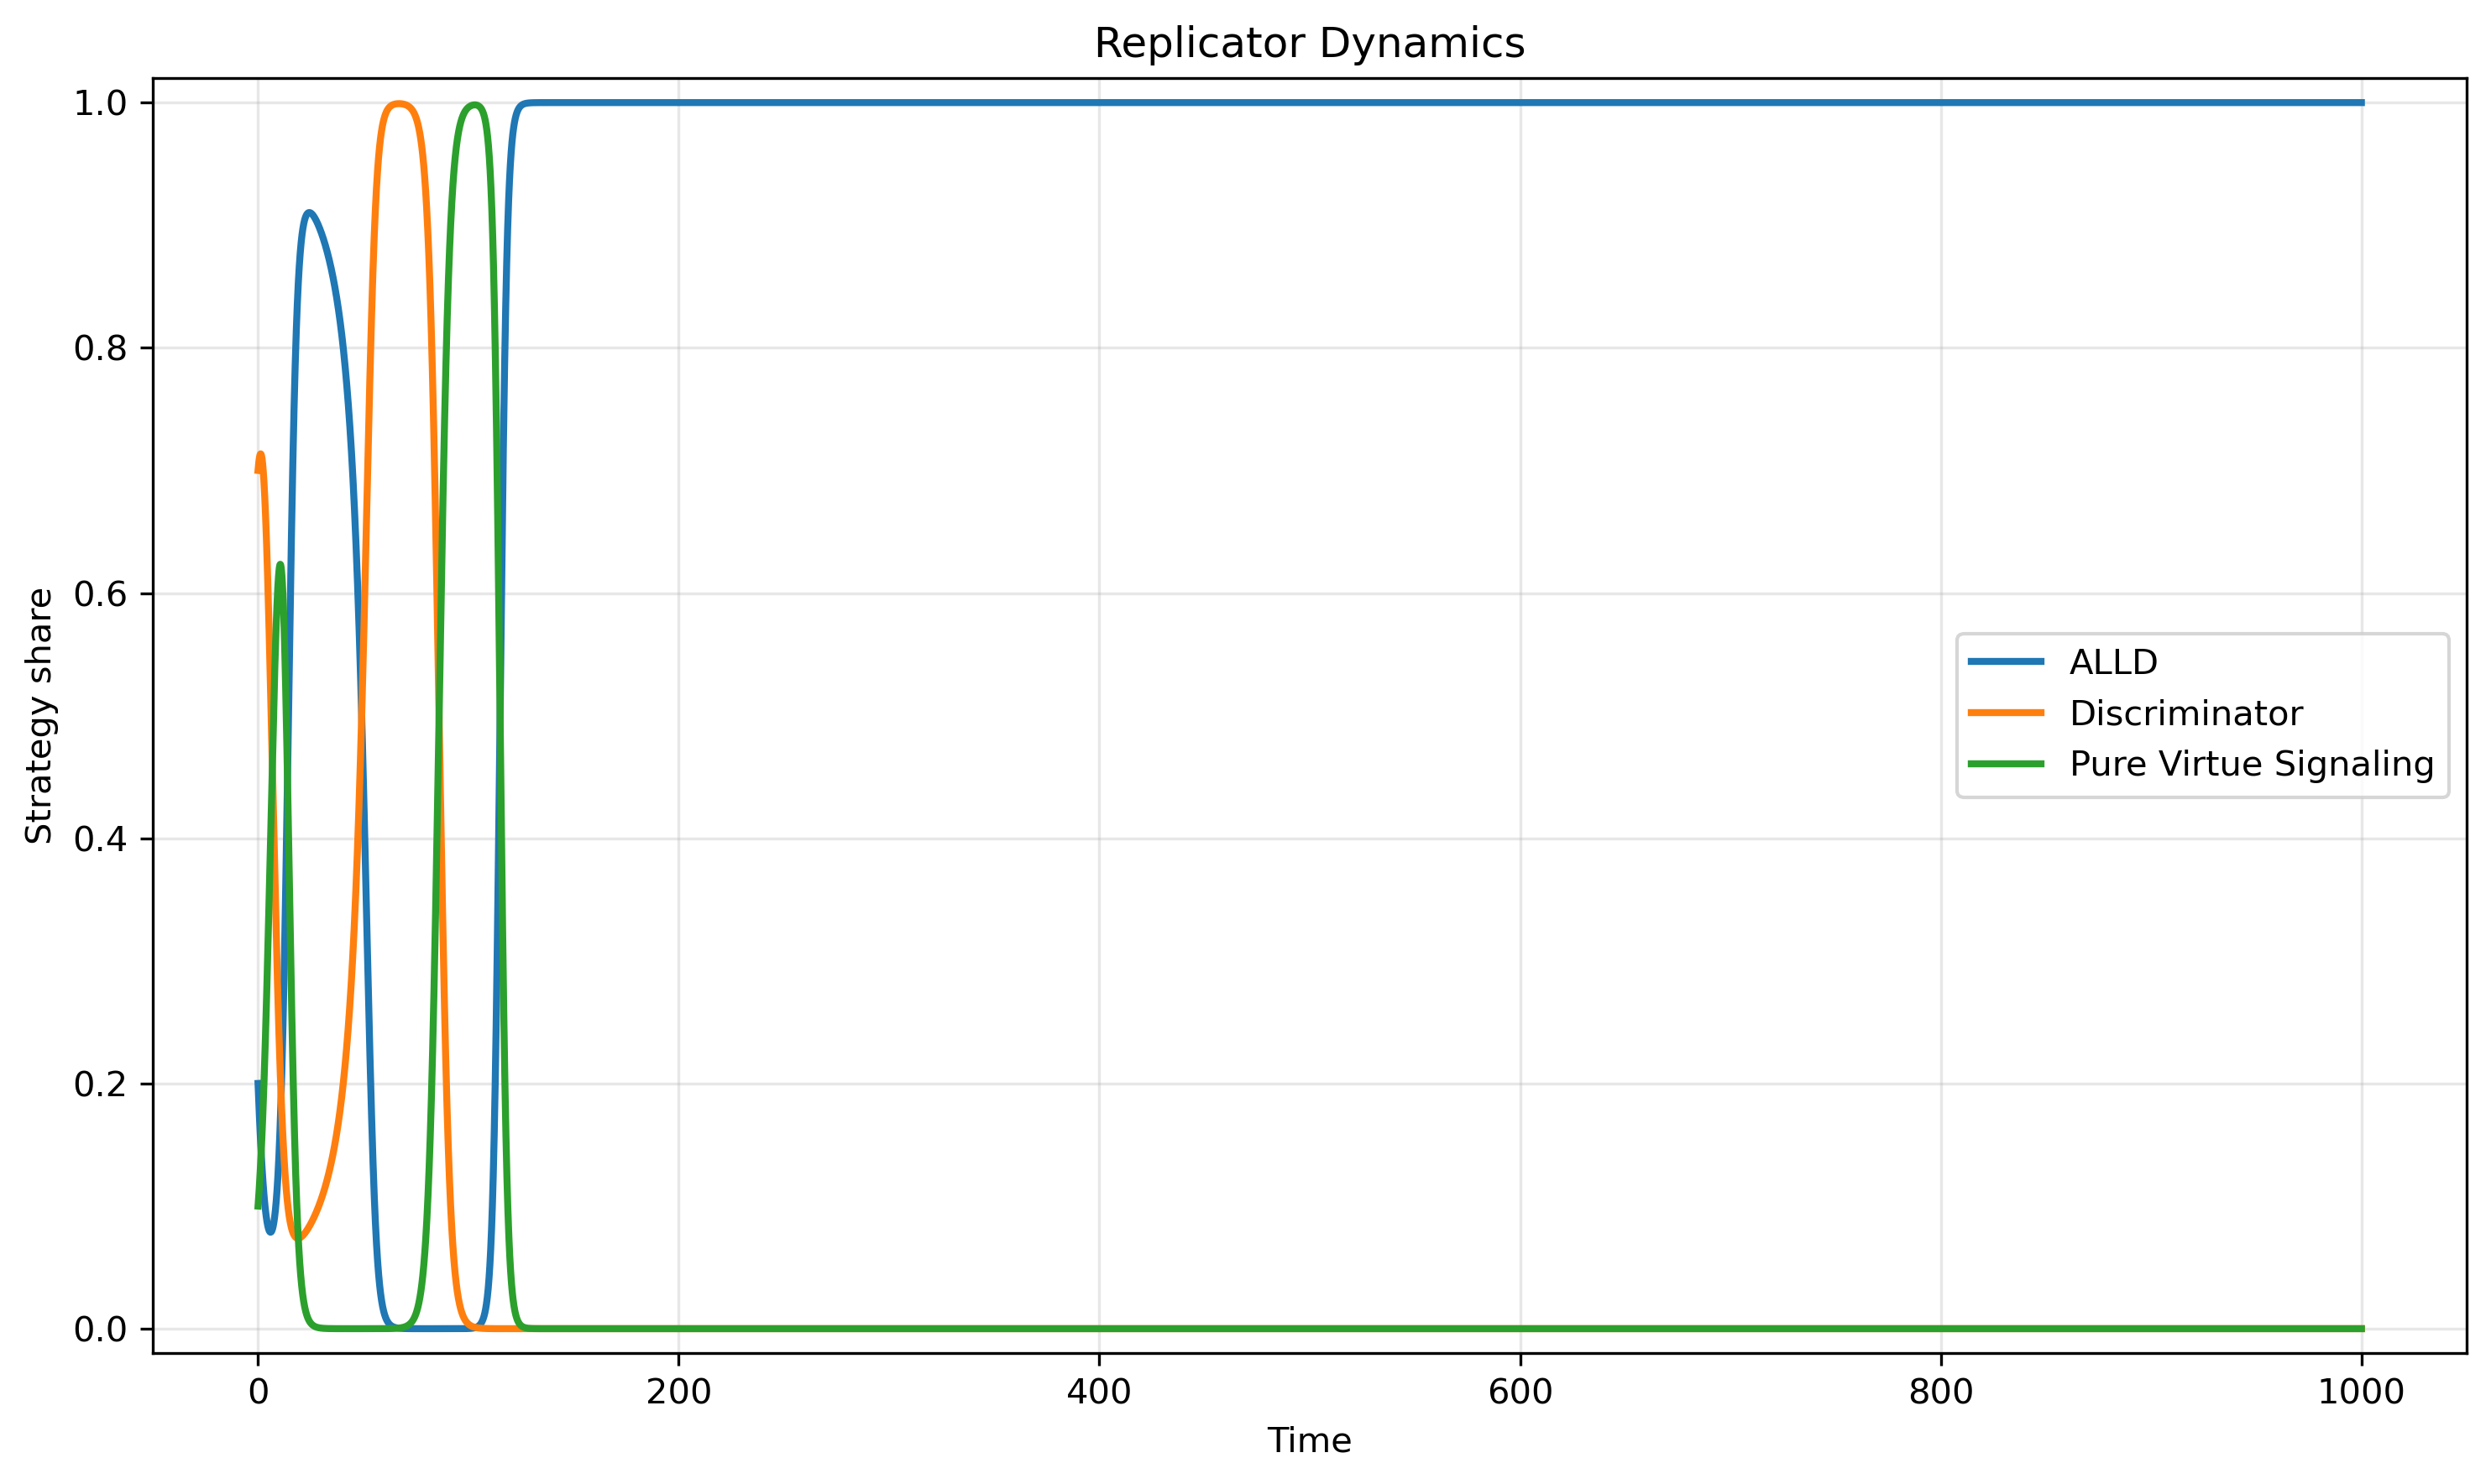 Replicator Dynamics
1.0
0.8
0.6
0.4
0.2
0.0
Strategy share
ALLD
Discriminator
Pure Virtue Signaling
0 200 400 600 800 1000
Time